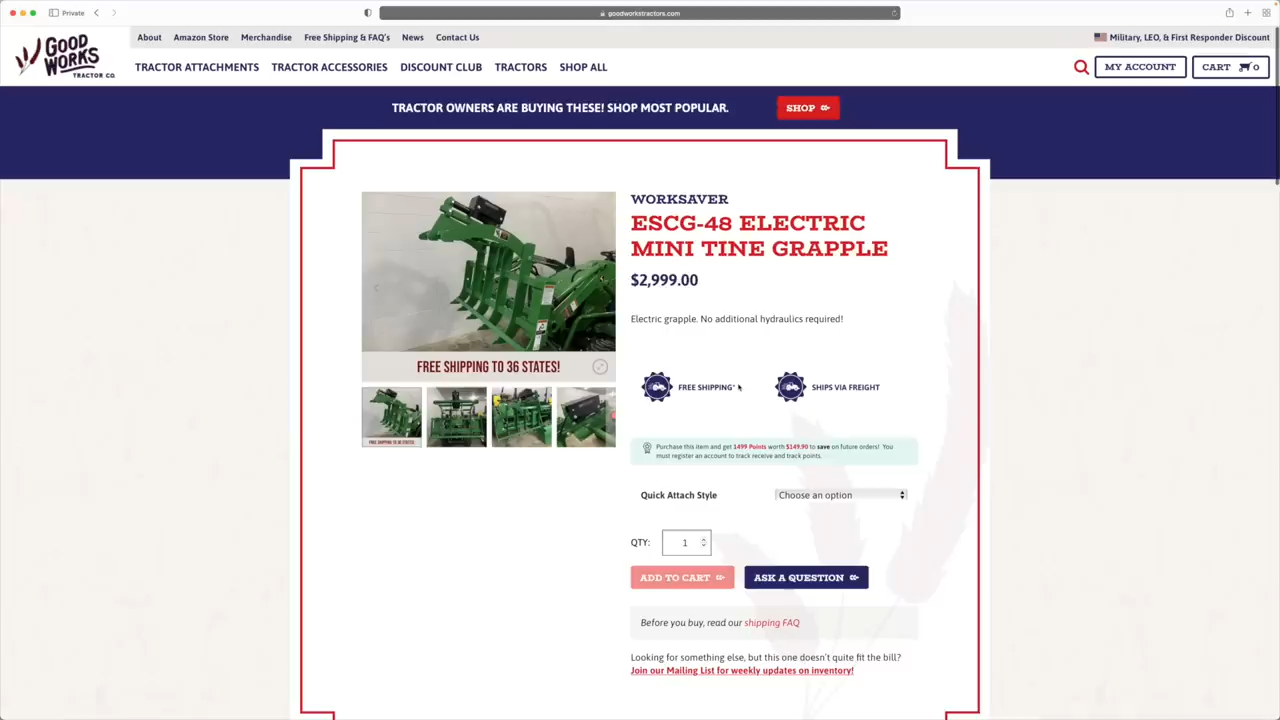 Private
goodworkstractors.com
GOOD
WORKS
TRACTOR CO
About Amazon Store Merchandise Free Shipping & FAQ's News Contact Us
Military, LEO, & First Responder Discount
TRACTOR ATTACHMENTS TRACTOR ACCESSORIES DISCOUNT CLUB TRACTORS SHOP ALL
MY ACCOUNT
CART 0
TRACTOR OWNERS ARE BUYING THESE! SHOP MOST POPULAR.
SHOP
WORKSAVER
ESCG-48 ELECTRIC
MINI TINE GRAPPLE
$2,999.00
Electric grapple. No additional hydraulics required!
FREE SHIPPING TO 36 STATES!
FREE SHIPPING TO 36 STATES!
FREE SHIPPING*
SHIPS VIA FREIGHT
Purchase this item and get 1499 Points worth $149.90 to save on future orders! You
must register an account to track receive and track points.
Quick Attach Style
Choose an option
QTY: 1
ADD TO CART
ASK A QUESTION
Before you buy, read our shipping FAQ
Looking for something else, but this one doesn't quite fit the bill?
Join our Mailing List for weekly updates on inventory!